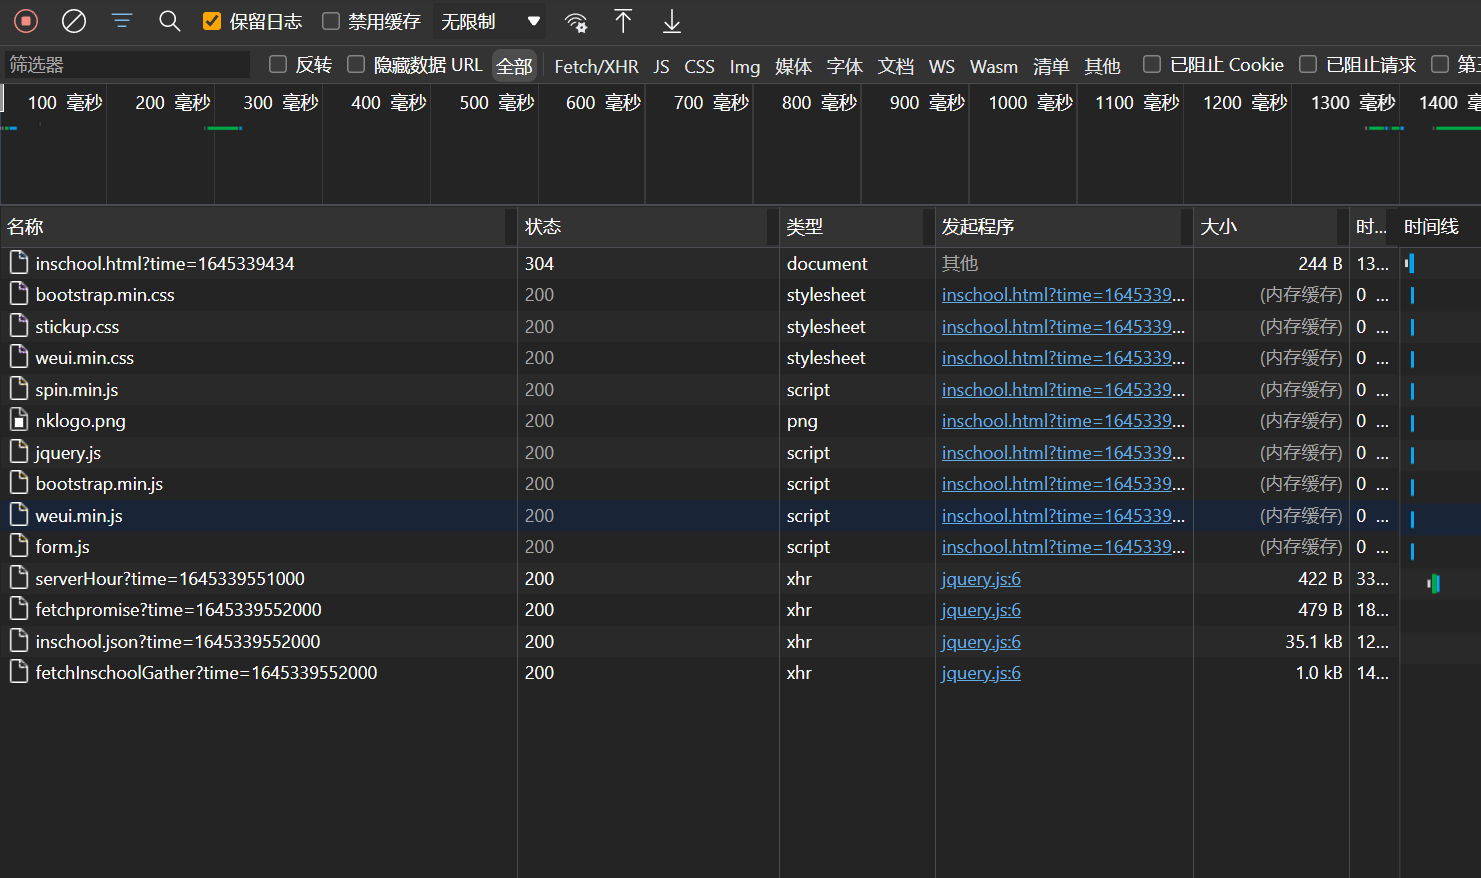 保留日志 禁用缓存 无限制
筛选器 反转 隐藏数据 URL 全部 Fetch/XHR JS CSS Img 媒体 字体 文档 WS Wasm 清单 其他 已阻止 Cookie 已阻止请求 第三
100 毫秒 200 毫秒 300 毫秒 400 毫秒 500 毫秒 600 毫秒 700 毫秒 800 毫秒 900 毫秒 1000 毫秒 1100 毫秒 1200 毫秒 1300 毫秒 1400 毫
名称 状态 类型 发起程序 大小 时... 时间线
inschool.html?time=1645339434 304 document 其他 244 B 13...
bootstrap.min.css 200 stylesheet inschool.html?time=1645339... (内存缓存) 0 ...
stickup.css 200 stylesheet inschool.html?time=1645339... (内存缓存) 0 ...
weui.min.css 200 stylesheet inschool.html?time=1645339... (内存缓存) 0 ...
spin.min.js 200 script inschool.html?time=1645339... (内存缓存) 0 ...
nklogo.png 200 png inschool.html?time=1645339... (内存缓存) 0 ...
jquery.js 200 script inschool.html?time=1645339... (内存缓存) 0 ...
bootstrap.min.js 200 script inschool.html?time=1645339... (内存缓存) 0 ...
weui.min.js 200 script inschool.html?time=1645339... (内存缓存) 0 ...
form.js 200 script inschool.html?time=1645339... (内存缓存) 0 ...
serverHour?time=1645339551000 200 xhr jquery.js:6 422 B 33...
fetchpromise?time=1645339552000 200 xhr jquery.js:6 479 B 18...
inschool.json?time=1645339552000 200 xhr jquery.js:6 35.1 kB 12...
fetchInschoolGather?time=1645339552000 200 xhr jquery.js:6 1.0 kB 14...